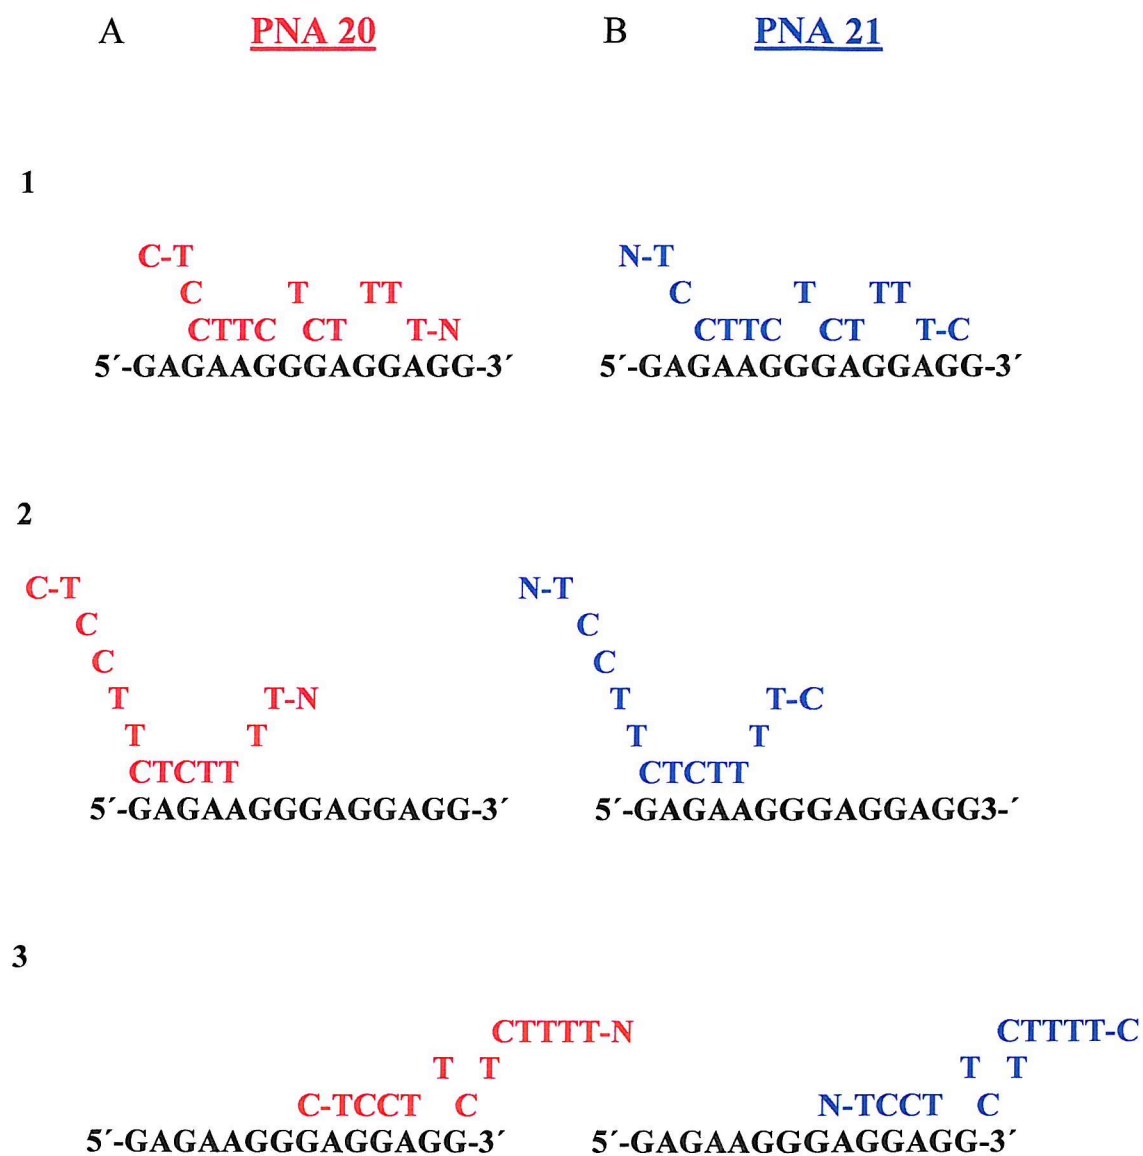 A PNA 20 B PNA 21
1
C-T N-T
C T TT C T TT
CTTC CT T-N CTTC CT T-C
5´-GAGAAGGGAGGAGG-3´ 5´-GAGAAGGGAGGAGG-3´
2
C-T N-T
C C
C C
T T-N T T-C
T T T T
CTCTT CTCTT
5´-GAGAAGGGAGGAGG-3´ 5´-GAGAAGGGAGGAGG3-´
3
CTTTT-N CTTTT-C
T T T T
C-TCCT C N-TCCT C
5´-GAGAAGGGAGGAGG-3´ 5´-GAGAAGGGAGGAGG-3´